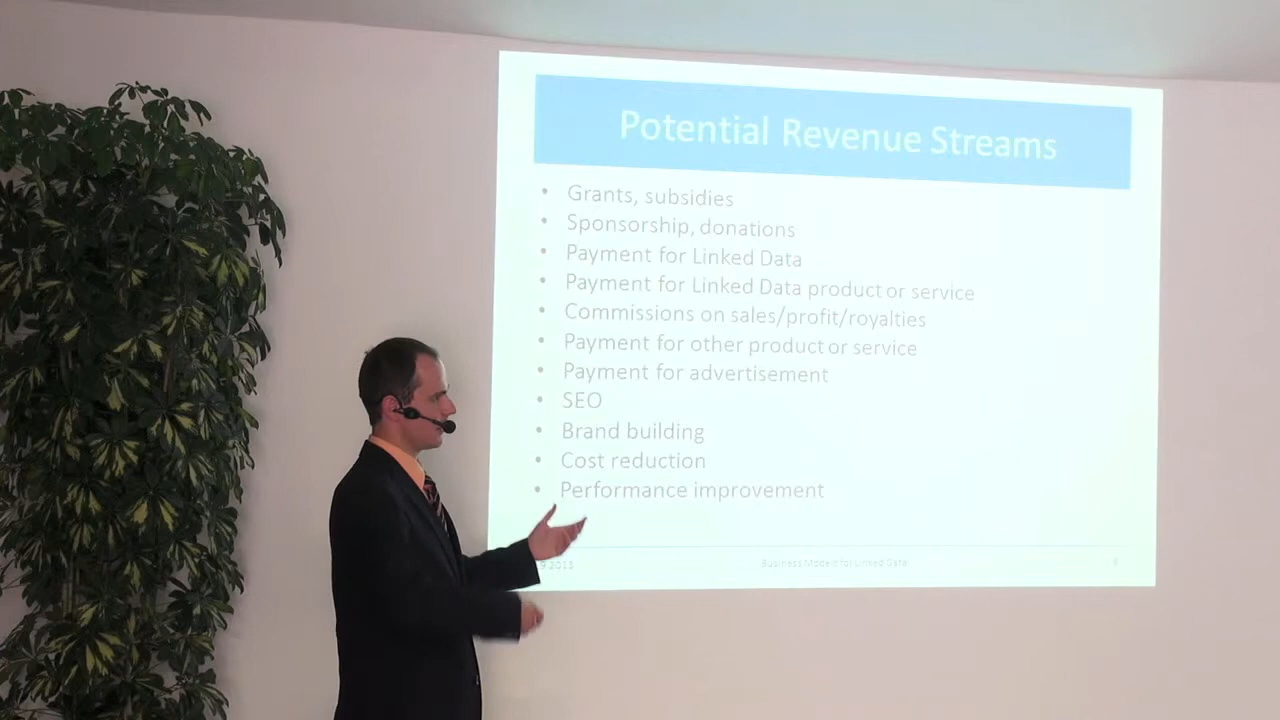 Potential Revenue Streams
• Grants, subsidies
• Sponsorship, donations
• Payment for Linked Data
• Payment for Linked Data product or service
• Commissions on sales/profit/royalties
• Payment for other product or service
• Payment for advertisement
• SEO
• Brand building
• Cost reduction
• Performance improvement
9.2013 Business Models for Linked Data